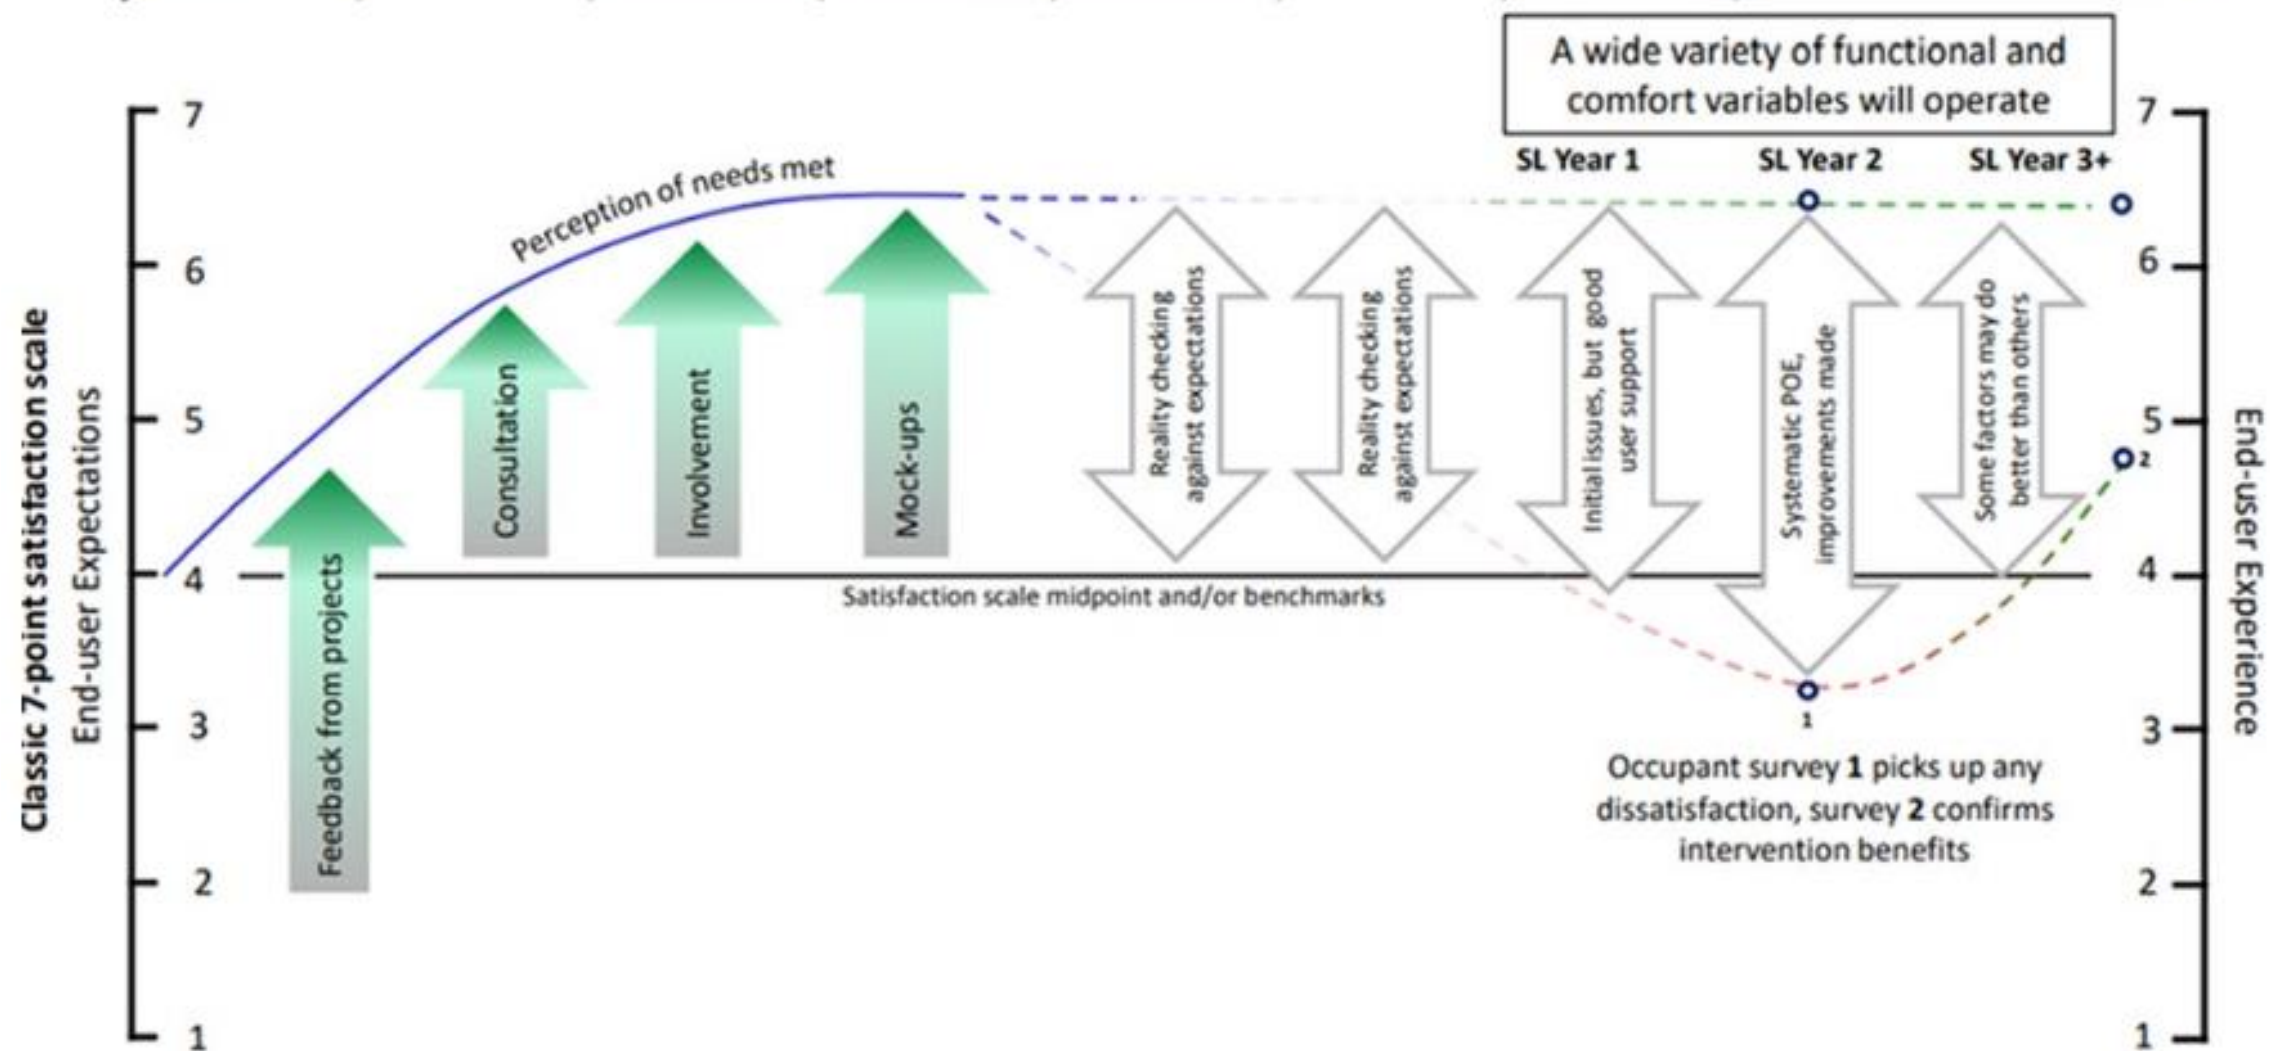 A wide variety of functional and
comfort variables will operate
SL Year 1
SL Year 2
SL Year 3+
Classic 7-point satisfaction scale
End-user Expectations
7
6
5
4
3
2
1
Perception of needs met
Feedback from projects
Consultation
Involvement
Mock-ups
Reality checking
against expectations
Reality checking
against expectations
Initial issues, but good
user support
Systematic POE,
improvements made
Some factors may do
better than others
Satisfaction scale midpoint and/or benchmarks
1
2
Occupant survey 1 picks up any
dissatisfaction, survey 2 confirms
intervention benefits
7
6
5
4
3
2
1
End-user Experience